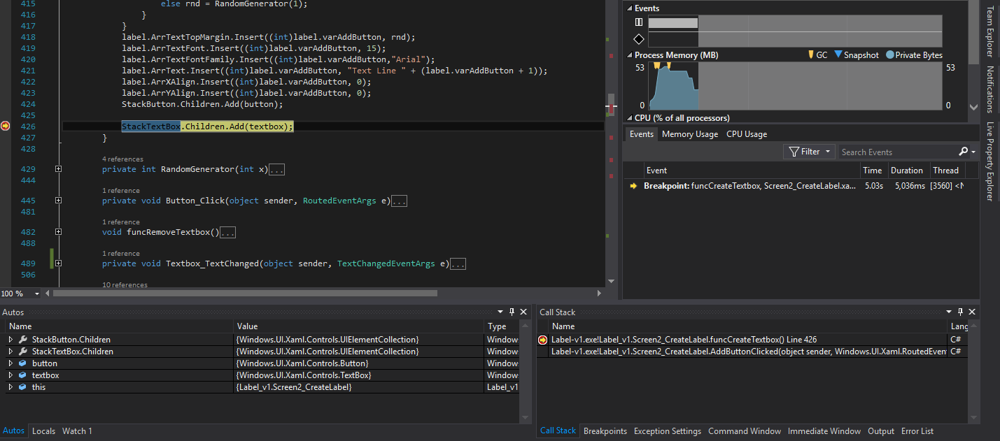 415 else rnd = RandomGenerator(1);
416 }
417 }
418 label.ArrTextTopMargin.Insert((int)label.varAddButton, rnd);
419 label.ArrTextFont.Insert((int)label.varAddButton, 15);
420 label.ArrTextFontFamily.Insert((int)label.varAddButton,"Arial");
421 label.ArrText.Insert((int)label.varAddButton, "Text Line " + (label.varAddButton + 1));
422 label.ArrXAlign.Insert((int)label.varAddButton, 0);
423 label.ArrYAlign.Insert((int)label.varAddButton, 0);
424 StackButton.Children.Add(button);
425
426 StackTextBox.Children.Add(textbox);
427 }
428
4 references
429 private int RandomGenerator(int x)...
444
1 reference
445 private void Button_Click(object sender, RoutedEventArgs e)...
481
1 reference
482 void funcRemoveTextbox()...
488
1 reference
489 private void Textbox_TextChanged(object sender, TextChangedEventArgs e)...
506
10 references
100 %
Events
Process Memory (MB) GC Snapshot Private Bytes
53 53
0 0
CPU (% of all processors)
Events Memory Usage CPU Usage
Filter Search Events
Event Time Duration Thread
Breakpoint: funcCreateTextbox, Screen2_CreateLabel.xa... 5.03s 5,036ms [3560] <N
Team Explorer
Notifications
Live Property Explorer
Autos
Name Value Type
StackButton.Children {Windows.UI.Xaml.Controls.UIElementCollection} Window
StackTextBox.Children {Windows.UI.Xaml.Controls.UIElementCollection} Window
button {Windows.UI.Xaml.Controls.Button} Window
textbox {Windows.UI.Xaml.Controls.TextBox} Window
this {Label_v1.Screen2_CreateLabel} Label_v1
Autos Locals Watch 1
Call Stack
Name Lang
Label-v1.exe!Label_v1.Screen2_CreateLabel.funcCreateTextbox() Line 426 C#
Label-v1.exe!Label_v1.Screen2_CreateLabel.AddButtonClicked(object sender, Windows.UI.Xaml.RoutedEven C#
Call Stack Breakpoints Exception Settings Command Window Immediate Window Output Error List